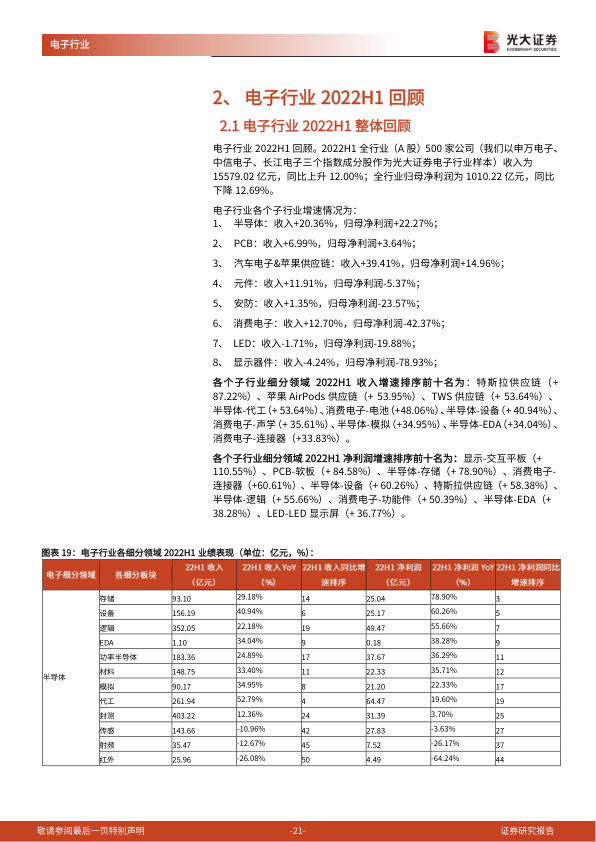 电子行业
光大证券
EVERBRIGHT SECURITIES
2、 电子行业 2022H1 回顾
2.1 电子行业 2022H1 整体回顾
电子行业 2022H1 回顾。2022H1 全行业（A 股）500 家公司（我们以申万电子、
中信电子、长江电子三个指数成分股作为光大证券电子行业样本）收入为
15579.02 亿元，同比上升 12.00%；全行业归母净利润为 1010.22 亿元，同比
下降 12.69%。
电子行业各个子行业增速情况为：
1、 半导体：收入+20.36%，归母净利润+22.27%；
2、 PCB：收入+6.99%，归母净利润+3.64%；
3、 汽车电子&苹果供应链：收入+39.41%，归母净利润+14.96%；
4、 元件：收入+11.91%，归母净利润-5.37%；
5、 安防：收入+1.35%，归母净利润-23.57%；
6、 消费电子：收入+12.70%，归母净利润-42.37%；
7、 LED：收入-1.71%，归母净利润-19.88%；
8、 显示器件：收入-4.24%，归母净利润-78.93%；
各个子行业细分领域 2022H1 收入增速排序前十名为：特斯拉供应链（+
87.22%）、苹果 AirPods 供应链（+ 53.95%）、TWS 供应链（+ 53.64%）、
半导体-代工（+ 53.64%）、消费电子-电池（+48.06%）、半导体-设备（+ 40.94%）、
消费电子-声学（+ 35.61%）、半导体-模拟（+34.95%）、半导体-EDA（+34.04%）、
消费电子-连接器（+33.83%）。
各个子行业细分领域 2022H1 净利润增速排序前十名为：显示-交互平板（+
110.55%）、PCB-软板（+ 84.58%）、半导体-存储（+ 78.90%）、消费电子-
连接器（+60.61%）、半导体-设备（+ 60.26%）、特斯拉供应链（+ 58.38%）、
半导体-逻辑（+ 55.66%）、消费电子-功能件（+ 50.39%）、半导体-EDA（+
38.28%）、LED-LED 显示屏（+ 36.77%）。
图表 19：电子行业各细分领域 2022H1 业绩表现（单位：亿元，%）：
电子细分领域 各细分板块 22H1 收入（亿元） 22H1 收入 YoY（%） 22H1 收入同比增速排序 22H1 净利润（亿元） 22H1 净利润 YoY（%） 22H1 净利润同比增速排序
半导体 存储 93.10 29.18% 14 25.04 78.90% 3
设备 156.19 40.94% 6 25.17 60.26% 5
逻辑 352.05 22.18% 19 49.47 55.66% 7
EDA 1.10 34.04% 9 0.18 38.28% 9
功率半导体 183.36 24.89% 17 37.67 36.29% 11
材料 148.75 33.40% 11 22.33 35.71% 12
模拟 90.17 34.95% 8 21.20 22.33% 17
代工 261.94 52.79% 4 64.47 19.60% 19
封测 403.22 12.36% 24 31.39 3.70% 25
传感 143.66 -10.96% 42 27.83 -3.63% 27
射频 35.47 -12.67% 45 7.52 -26.17% 37
红外 25.96 -26.08% 50 4.49 -64.24% 44
敬请参阅最后一页特别声明 -21- 证券研究报告